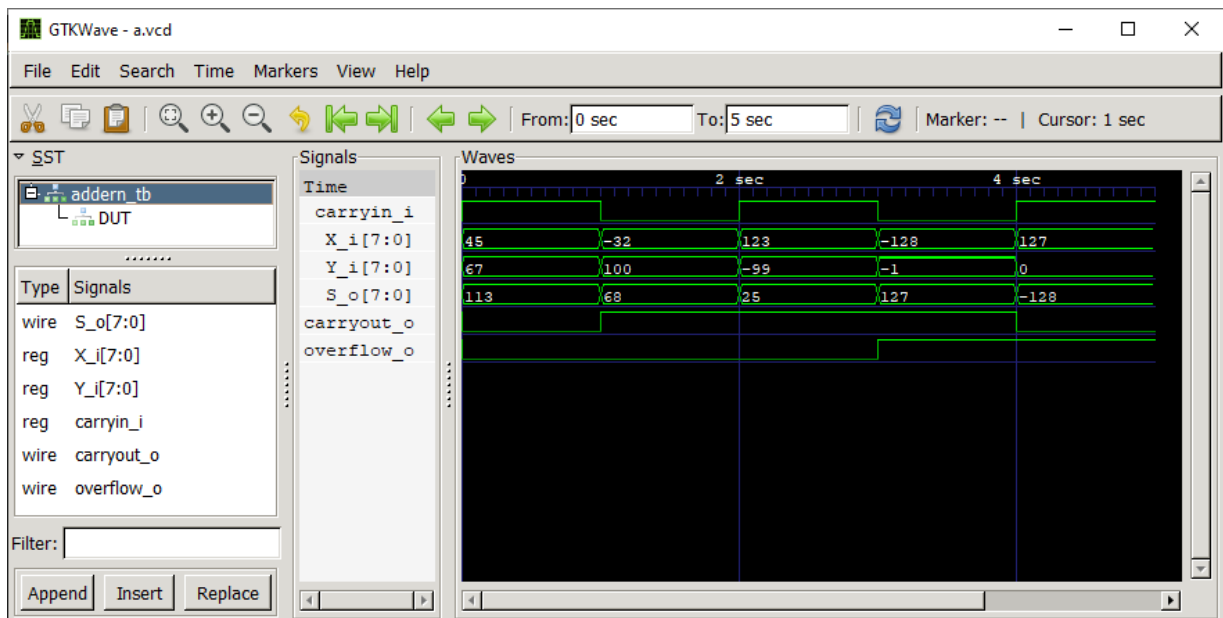 GTKWave - a.vcd
File Edit Search Time Markers View Help
From: 0 sec To: 5 sec Marker: -- | Cursor: 1 sec
SST
addern_tb
DUT
Type Signals
wire S_o[7:0]
reg X_i[7:0]
reg Y_i[7:0]
reg carryin_i
wire carryout_o
wire overflow_o
Filter:
Append Insert Replace
Signals
Time
carryin_i
X_i[7:0]
Y_i[7:0]
S_o[7:0]
carryout_o
overflow_o
Waves
0 2 sec 4 sec
45 -32 123 -128 127
67 100 -99 -1 0
113 68 25 127 -128